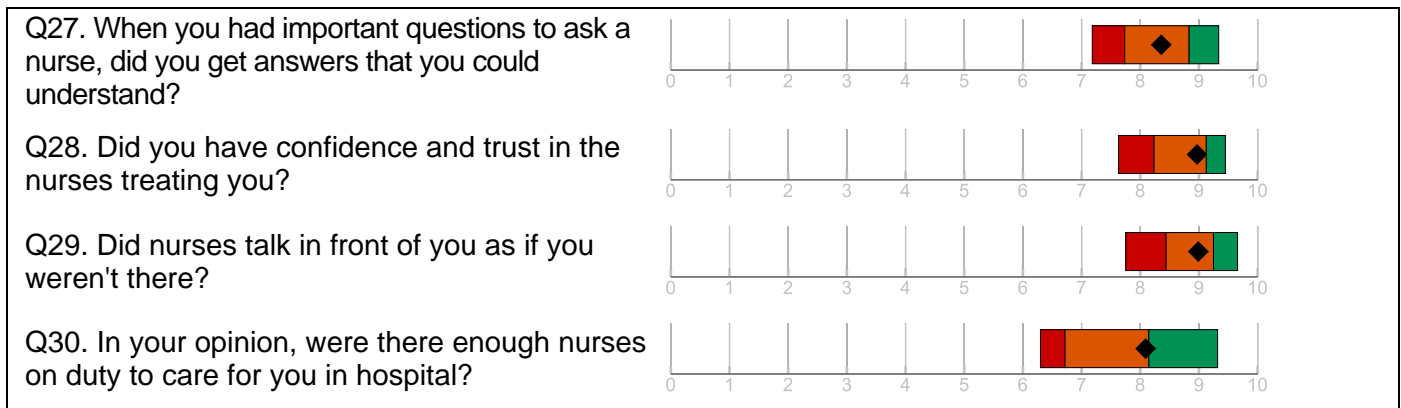 Q27. When you had important questions to ask a
nurse, did you get answers that you could
understand?
0 1 2 3 4 5 6 7 8 9 10
Q28. Did you have confidence and trust in the
nurses treating you?
0 1 2 3 4 5 6 7 8 9 10
Q29. Did nurses talk in front of you as if you
weren't there?
0 1 2 3 4 5 6 7 8 9 10
Q30. In your opinion, were there enough nurses
on duty to care for you in hospital?
0 1 2 3 4 5 6 7 8 9 10